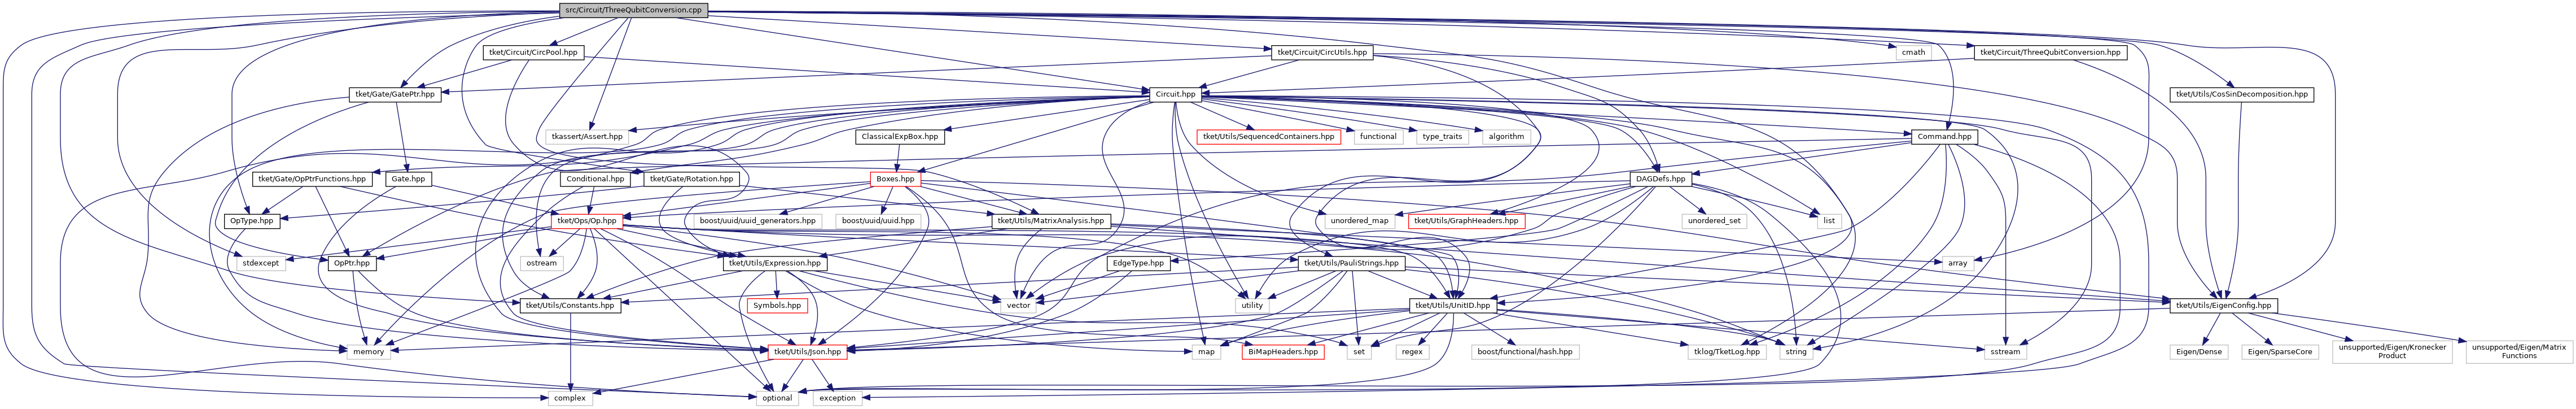 src/Circuit/ThreeQubitConversion.cpp
tket/Circuit/CircPool.hpp
tket/Circuit/CircUtils.hpp
cmath
tket/Circuit/ThreeQubitConversion.hpp
tket/Gate/GatePtr.hpp
Circuit.hpp
tket/Utils/CosSinDecomposition.hpp
tkassert/Assert.hpp
ClassicalExpBox.hpp
tket/Utils/SequencedContainers.hpp
functional
type_traits
algorithm
Command.hpp
tket/Gate/OpPtrFunctions.hpp
Gate.hpp
Conditional.hpp
tket/Gate/Rotation.hpp
Boxes.hpp
DAGDefs.hpp
OpType.hpp
tket/Ops/Op.hpp
boost/uuid/uuid_generators.hpp
boost/uuid/uuid.hpp
tket/Utils/MatrixAnalysis.hpp
unordered_map
tket/Utils/GraphHeaders.hpp
unordered_set
list
stdexcept
OpPtr.hpp
ostream
tket/Utils/Expression.hpp
EdgeType.hpp
tket/Utils/PauliStrings.hpp
array
tket/Utils/Constants.hpp
Symbols.hpp
vector
utility
tket/Utils/UnitID.hpp
tket/Utils/EigenConfig.hpp
memory
tket/Utils/Json.hpp
map
BiMapHeaders.hpp
set
regex
boost/functional/hash.hpp
tklog/TketLog.hpp
string
sstream
Eigen/Dense
Eigen/SparseCore
unsupported/Eigen/Kronecker
Product
unsupported/Eigen/Matrix
Functions
complex
optional
exception